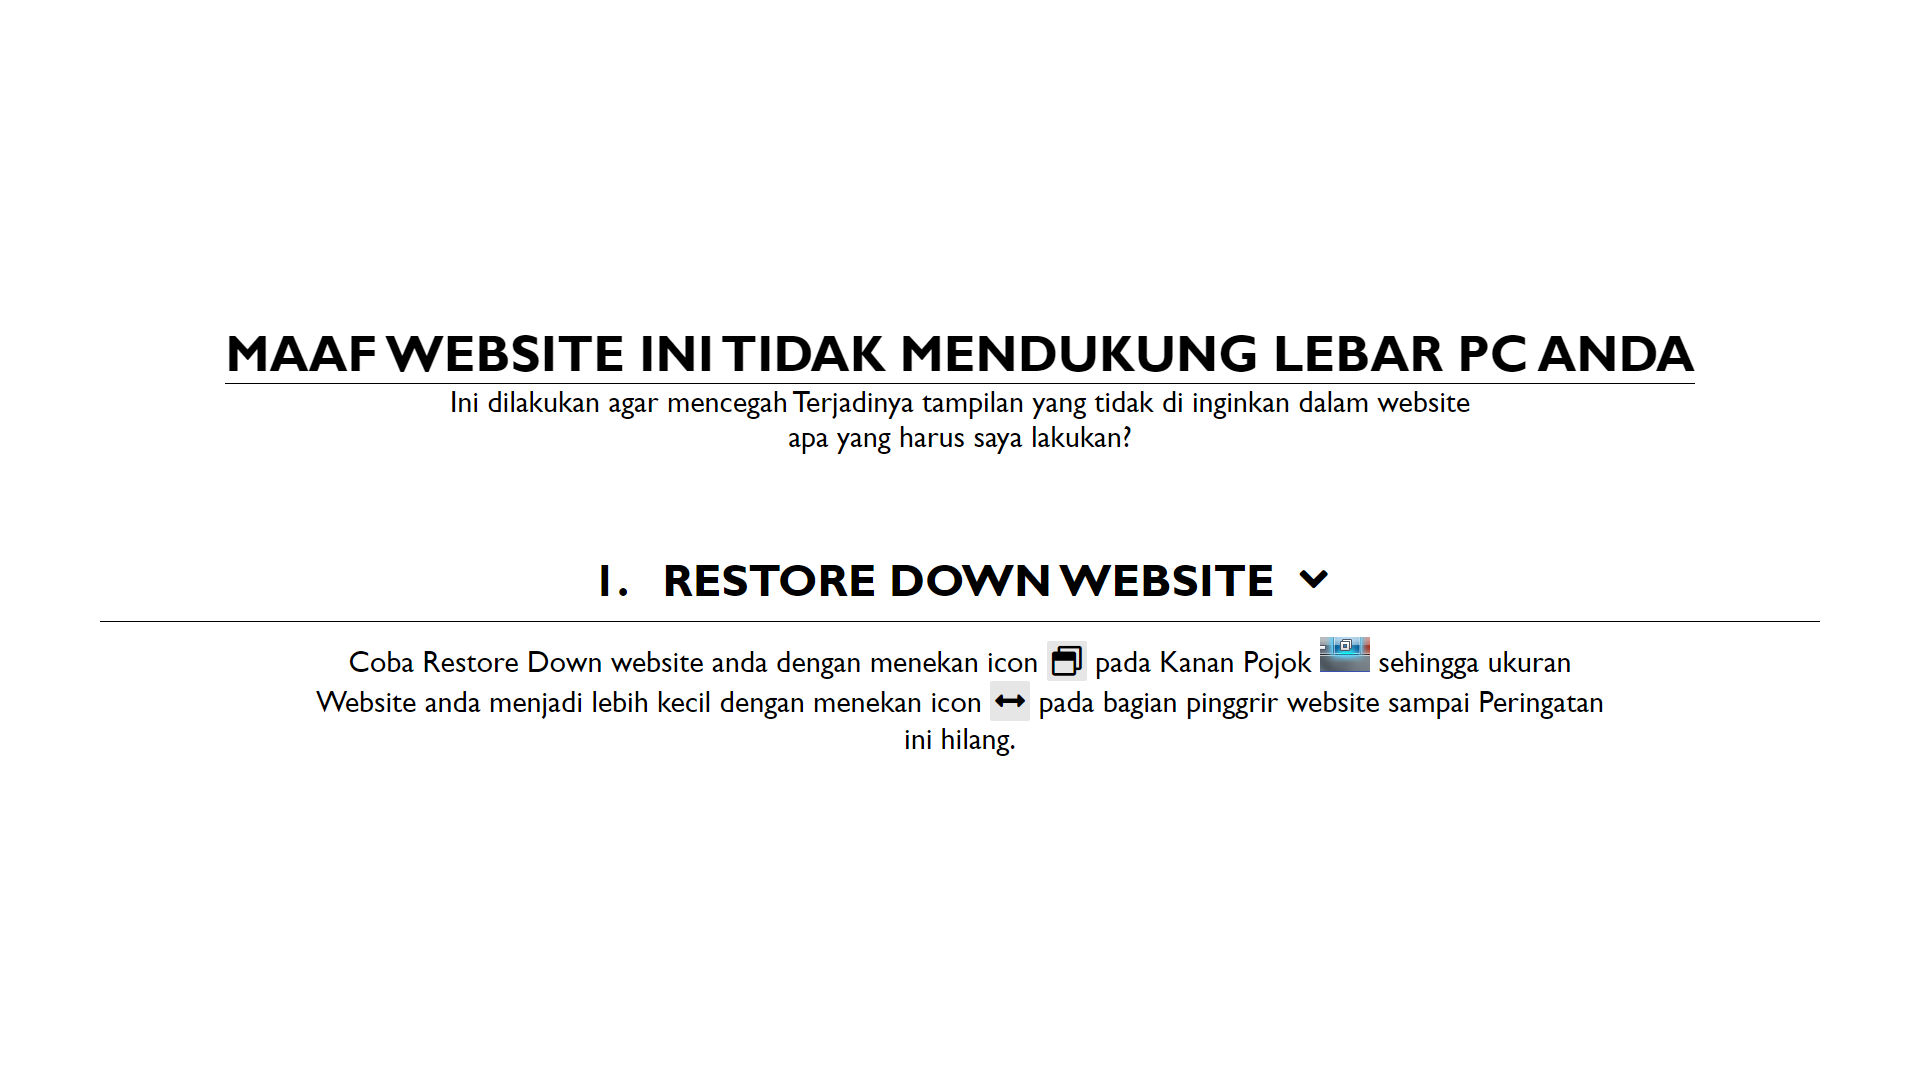 MAAF WEBSITE INI TIDAK MENDUKUNG LEBAR PC ANDA
Ini dilakukan agar mencegah Terjadinya tampilan yang tidak di inginkan dalam website
apa yang harus saya lakukan?
1. RESTORE DOWN WEBSITE
Coba Restore Down website anda dengan menekan icon pada Kanan Pojok sehingga ukuran
Website anda menjadi lebih kecil dengan menekan icon pada bagian pinggrir website sampai Peringatan
ini hilang.